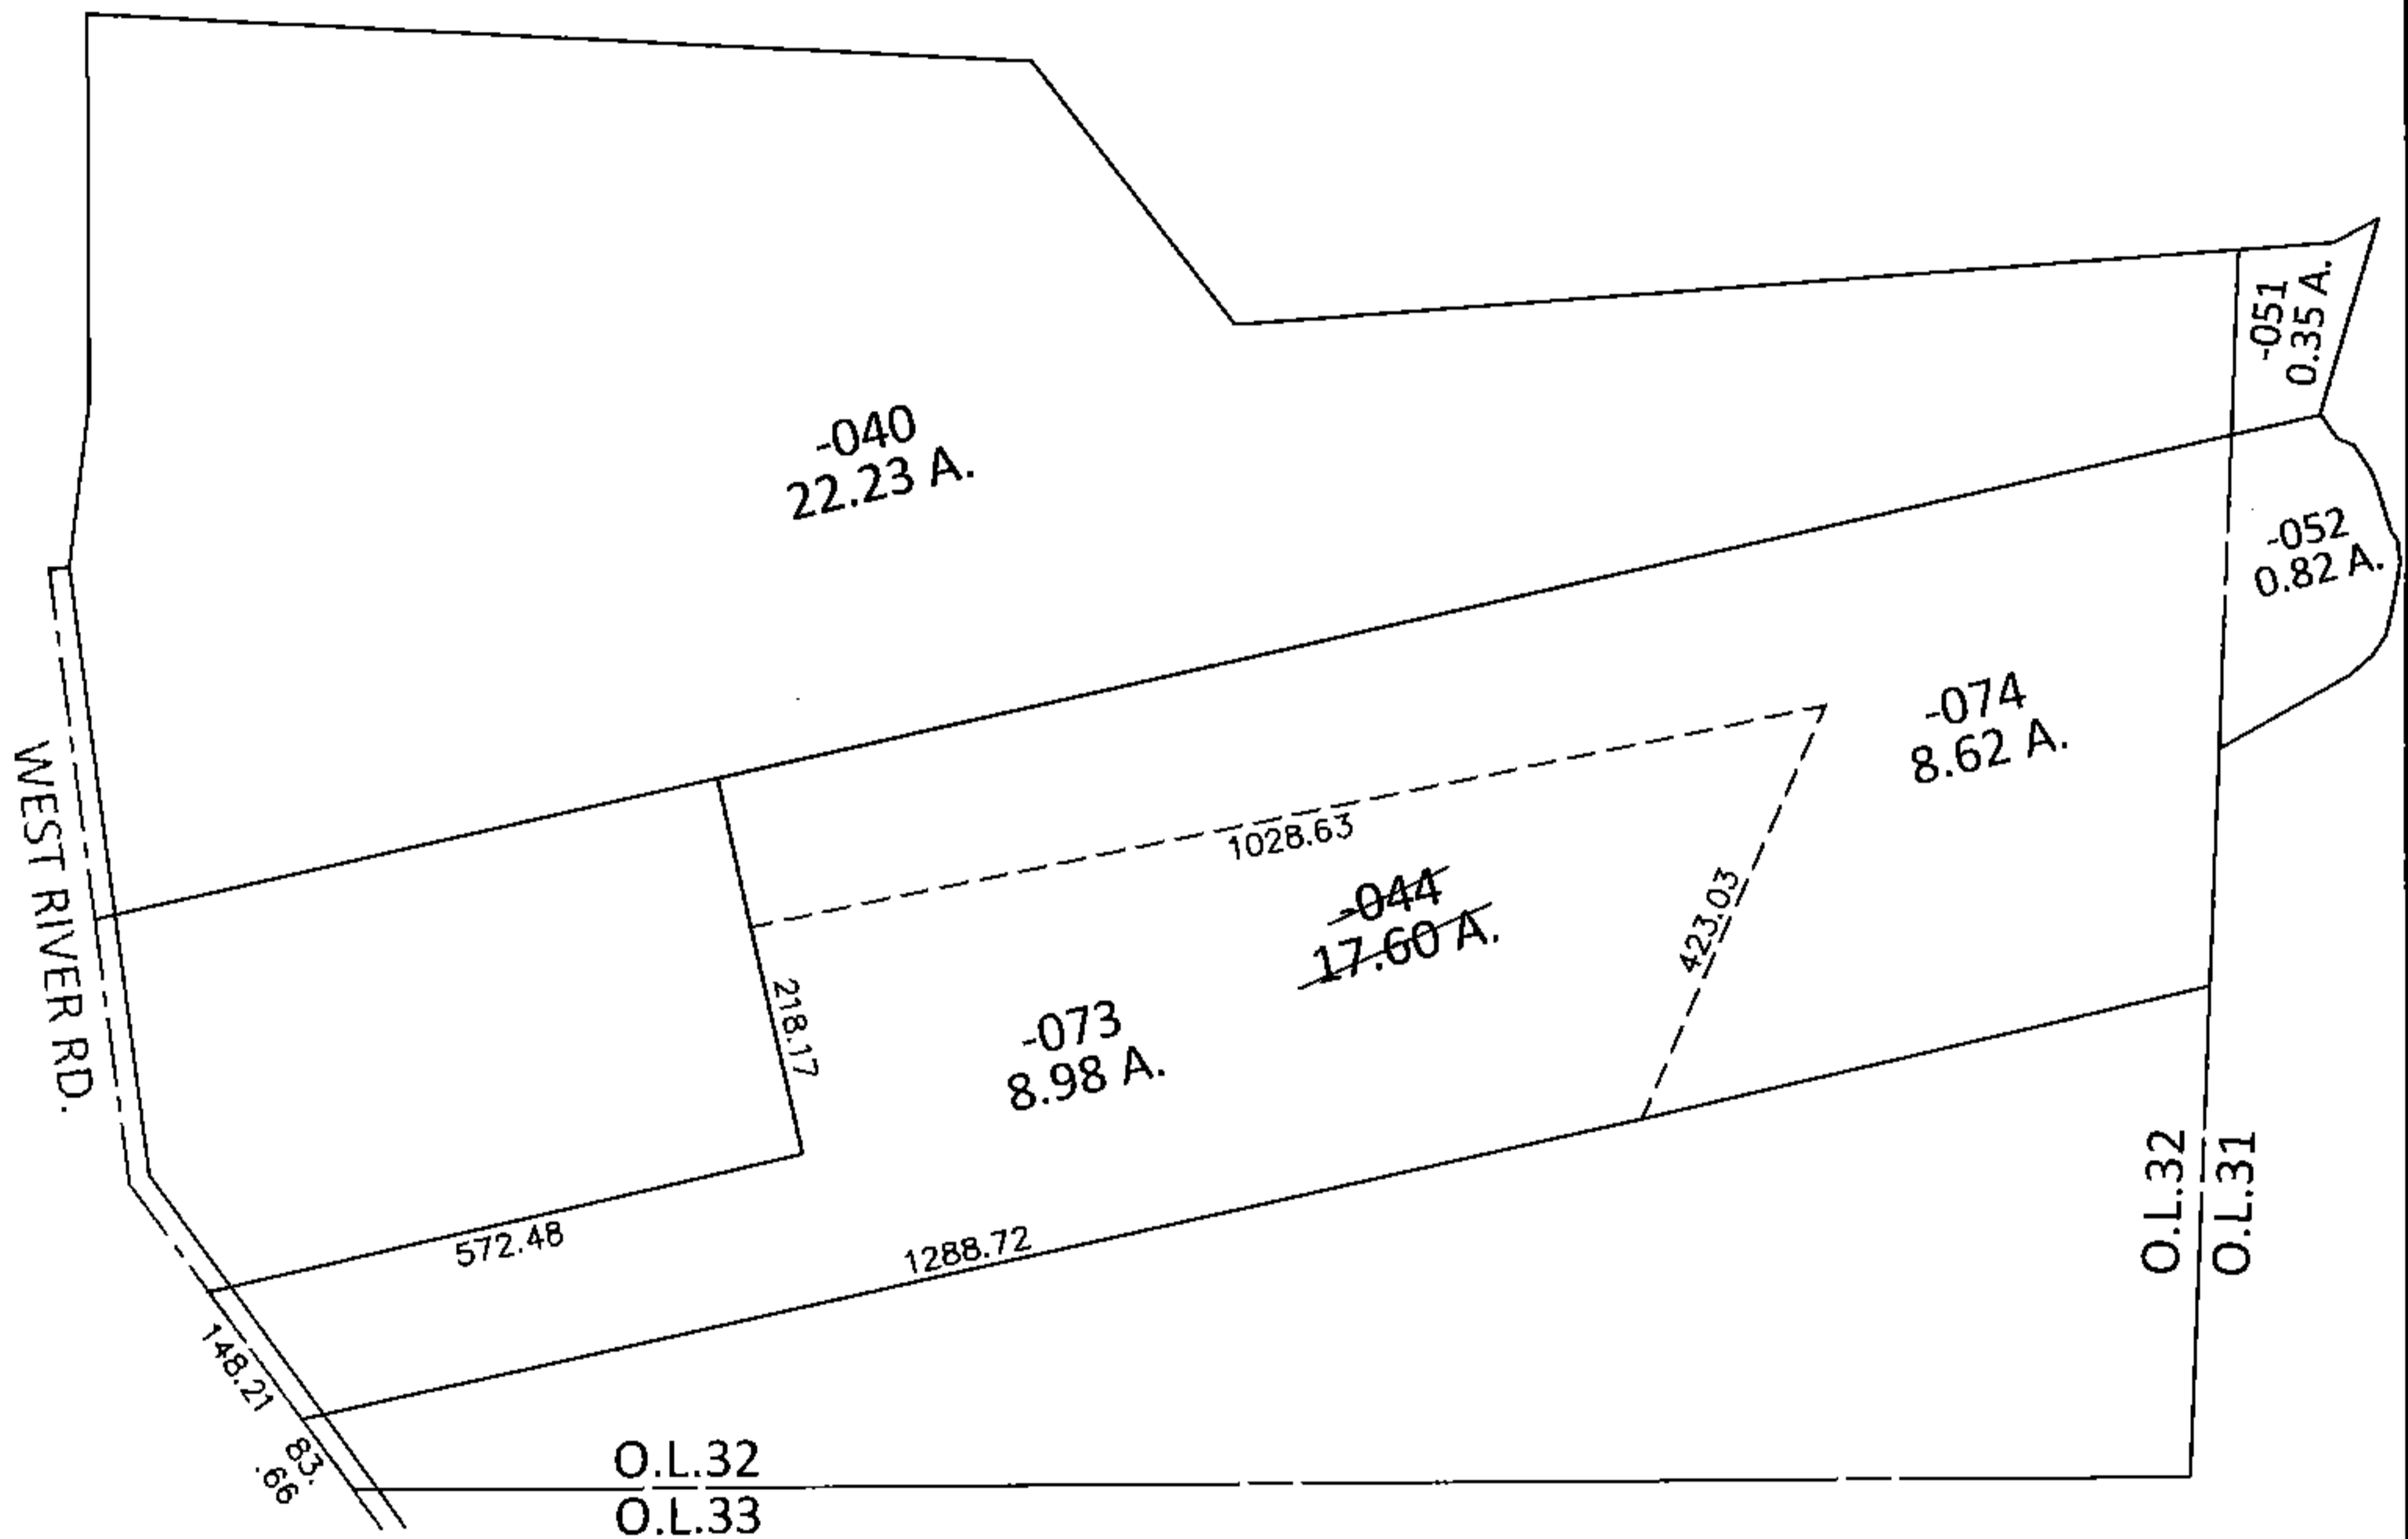 -051
0.35 A.
-040
22.23 A.
-052
0.82 A.
-074
8.62 A.
WEST RIVER RD.
1028.63
-044
17.60 A.
423.03
218.17
-073
8.98 A.
572.48
1288.72
O.L.32
O.L.31
148.21
83.
.66
O.L.32
O.L.33